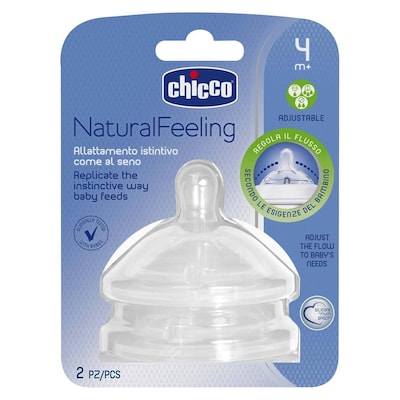 chicco
4
m+
NaturalFeeling
Allattamento istintivo
come al seno
Replicate the
instinctive way
baby feeds
ADJUSTABLE
REGOLA IL FLUSSO
SECONDO LE ESIGENZE DEL BAMBINO
ADJUST
THE FLOW
TO BABY'S
NEEDS
2 PZ/PCS